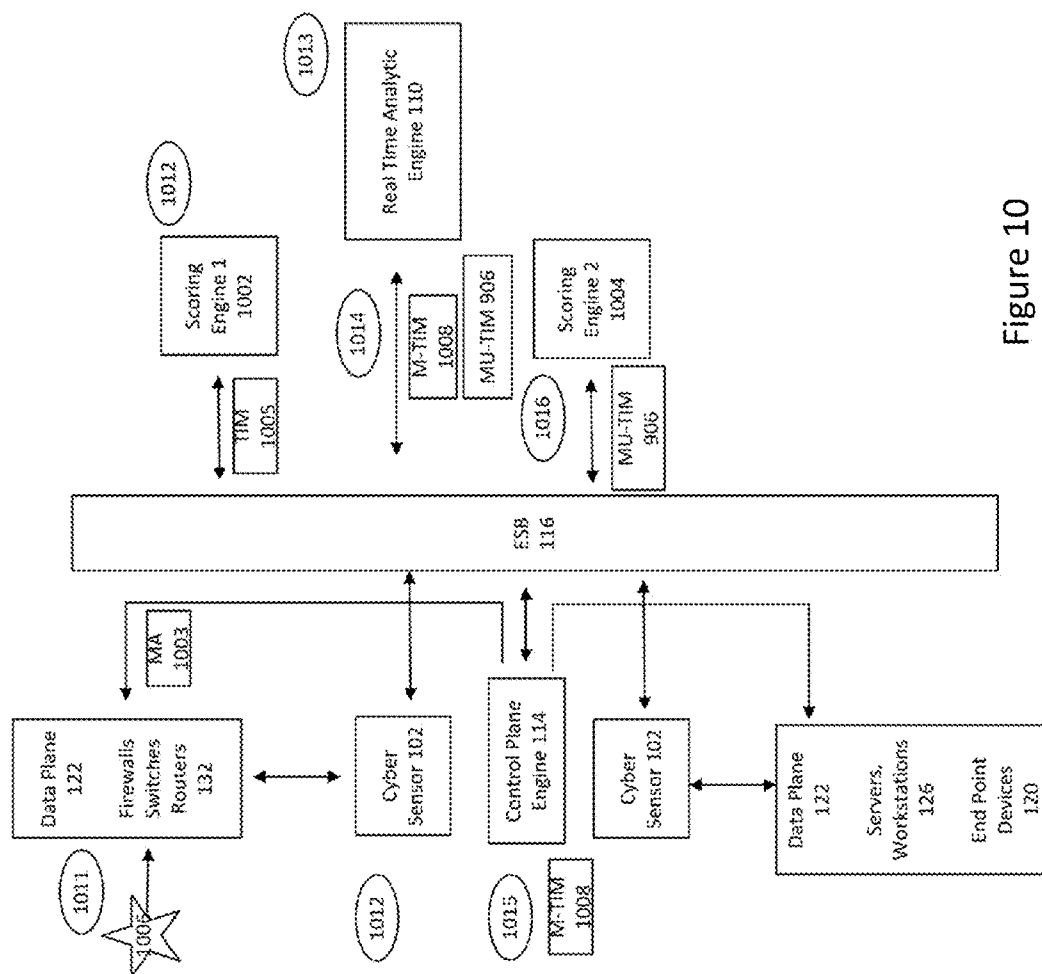 1011
1006
Data Plane
122
Firewalls
Switches
Routers
132
MA
1003
1012
Cyber
Sensor 102
1015
M-TIM
1008
Control Plane
Engine 114
Cyber
Sensor 102
Data Plane
122
Servers,
Workstations
126
End Point
Devices
120
ESB
116
TIM
1005
Scoring
Engine 1
1002
1012
1014
M-TIM
1008
MU-TIM 906
Real Time Analytic
Engine 110
1013
1016
MU-TIM
906
Scoring
Engine 2
1004
Figure 10